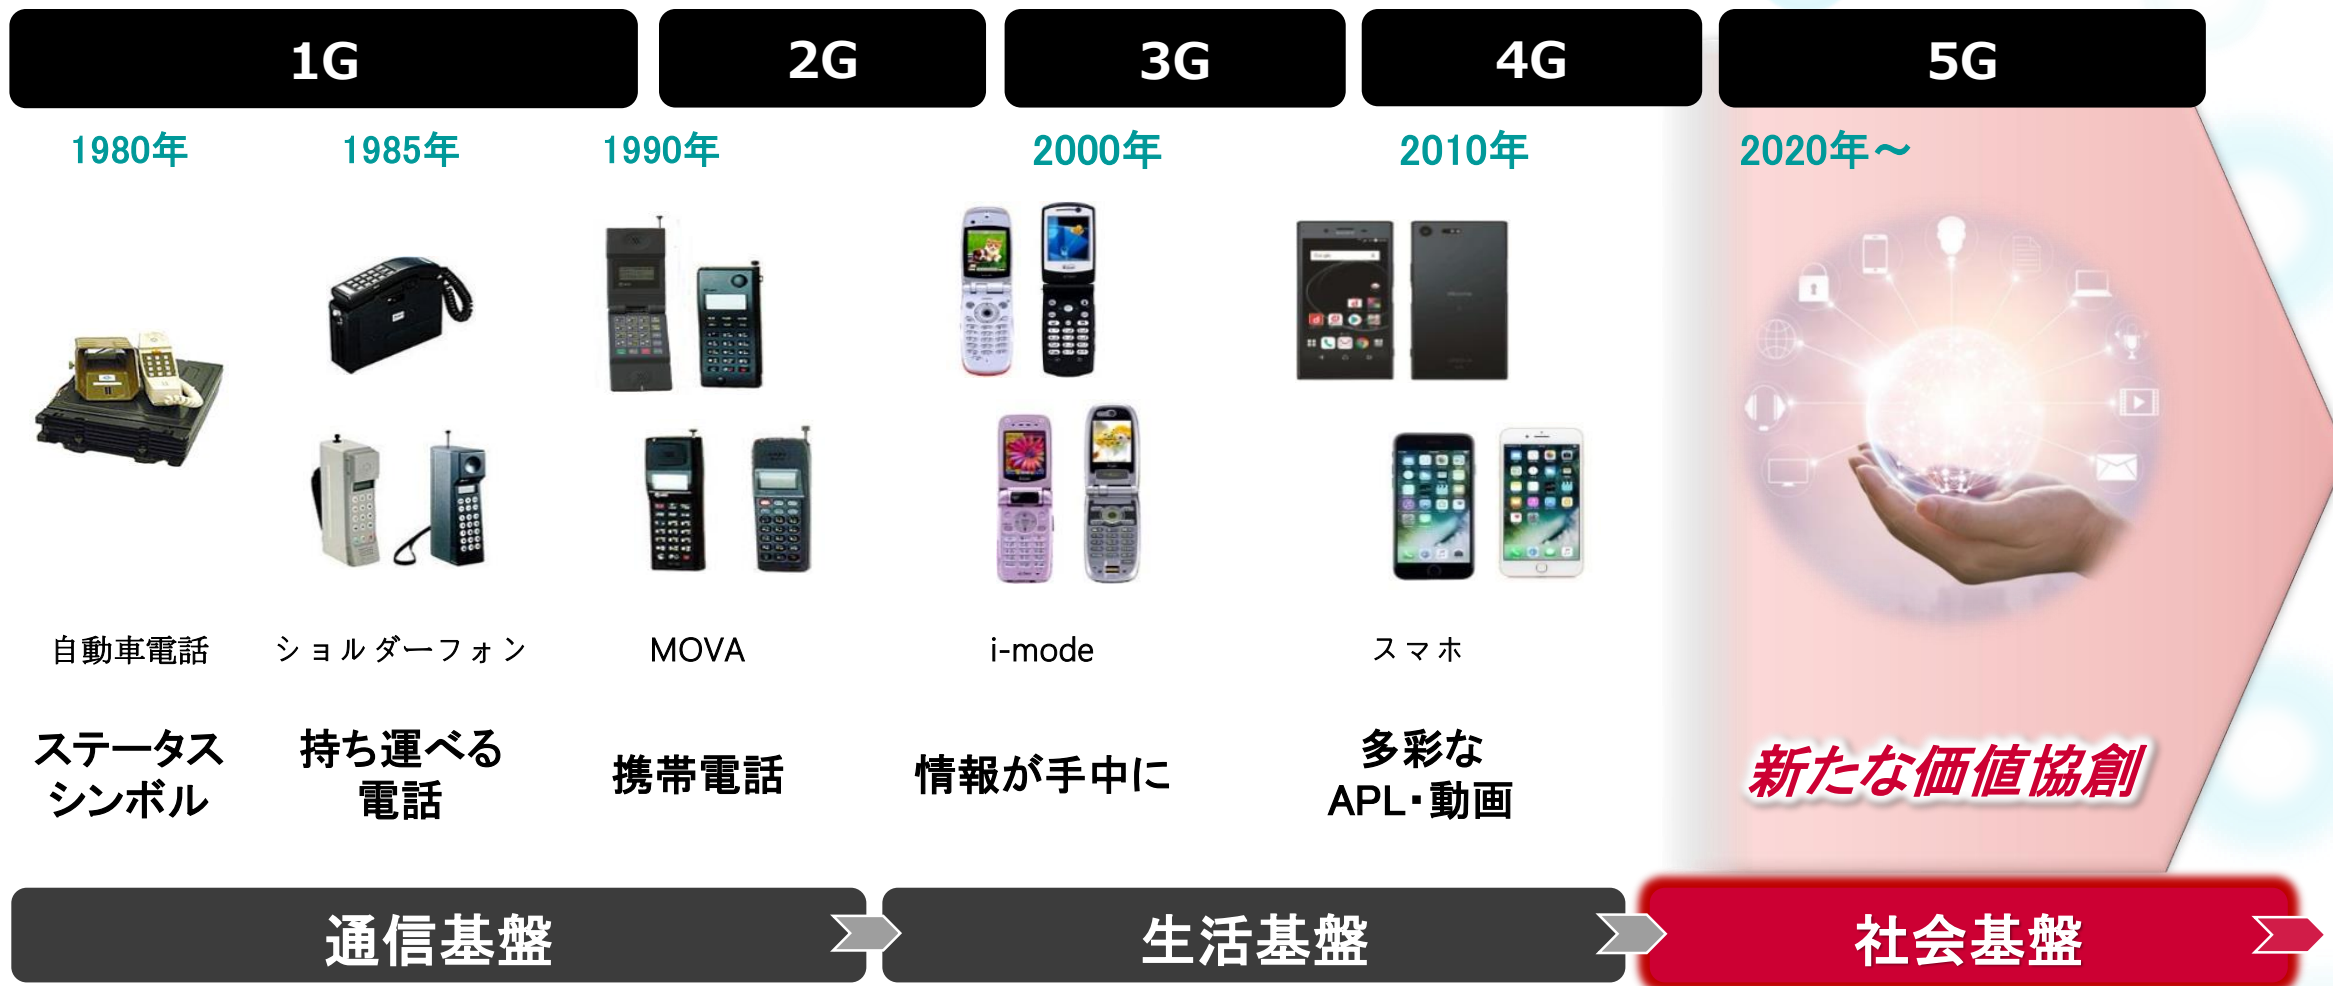 1G
2G
3G
4G
5G
1980年
1985年
1990年
2000年
2010年
2020年～
自動車電話
ショルダーフォン
MOVA
i-mode
スマホ
ステータス
シンボル
持ち運べる
電話
携帯電話
情報が手中に
多彩な
APL・動画
新たな価値協創
通信基盤
生活基盤
社会基盤